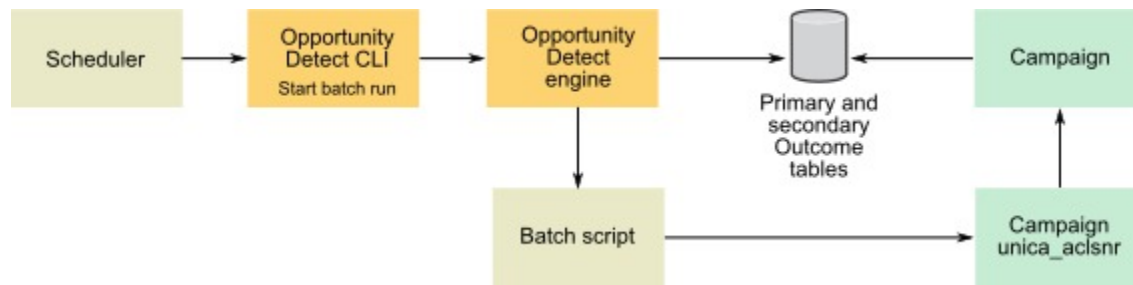 Scheduler
Opportunity
Detect CLI
Start batch run
Opportunity
Detect
engine
Primary and
secondary
Outcome
tables
Campaign
Batch script
Campaign
unica_aclsnr